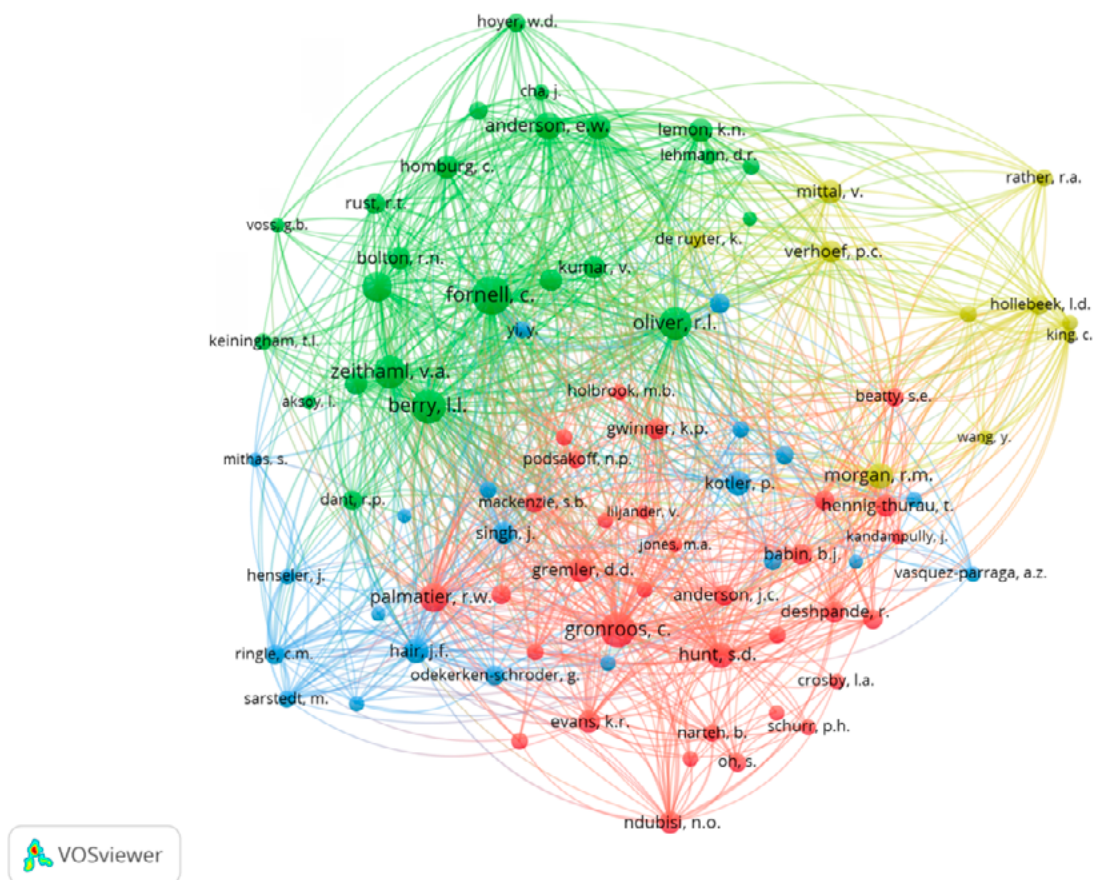 hoyer, w.d.
cha, j.
anderson, e.w.
lemon, k.n.
lehmann, d.r.
homburg, c.
rather, r.a.
mittal, v.
rust, r.t.
voss, g.b.
de ruyter, k.
verhoef, p.c.
bolton, r.n.
kumar, v.
fornell, c.
hollebeek, l.d.
oliver, r.l.
yi, y.
king, c.
keiningham, t.l.
zeithaml, v.a.
holbrook, m.b.
beatty, s.e.
aksoy, l.
berry, l.l.
gwinner, k.p.
wang, y.
mithas, s.
podsakoff, n.p.
morgan, r.m.
kotler, p.
dant, r.p.
mackenzie, s.b.
liljander, v.
hennig-thurau, t.
singh, j.
jones, m.a.
kandampully, j.
babin, b.j.
henseler, j.
gremler, d.d.
vasquez-parraga, a.z.
palmatier, r.w.
anderson, j.c.
deshpande, r.
gronroos, c.
ringle, c.m.
hair, j.f.
hunt, s.d.
odekerken-schroder, g.
crosby, l.a.
sarstedt, m.
evans, k.r.
narteh, b.
schurr, p.h.
oh, s.
ndubisi, n.o.
VOSviewer